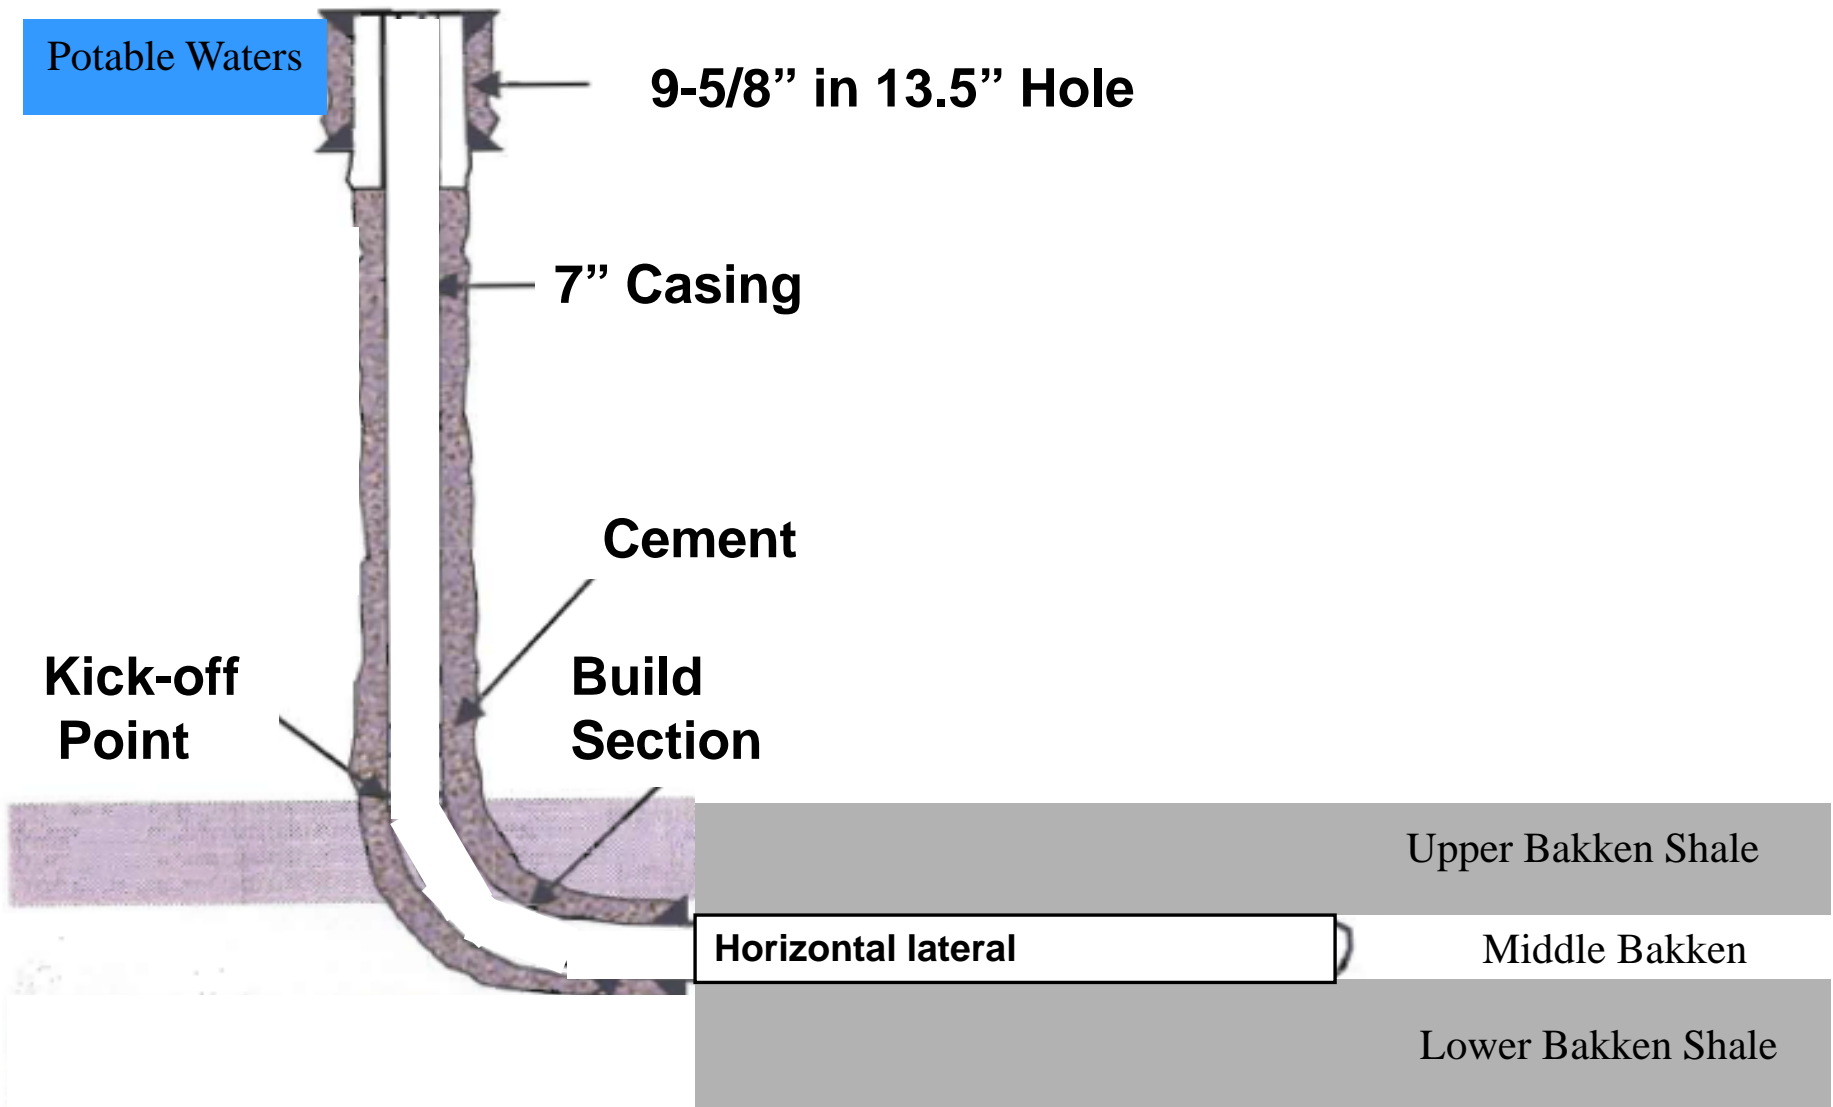 Potable Waters
9-5/8” in 13.5” Hole
7” Casing
Cement
Kick-off
Point
Build
Section
Upper Bakken Shale
Horizontal lateral
Middle Bakken
Lower Bakken Shale